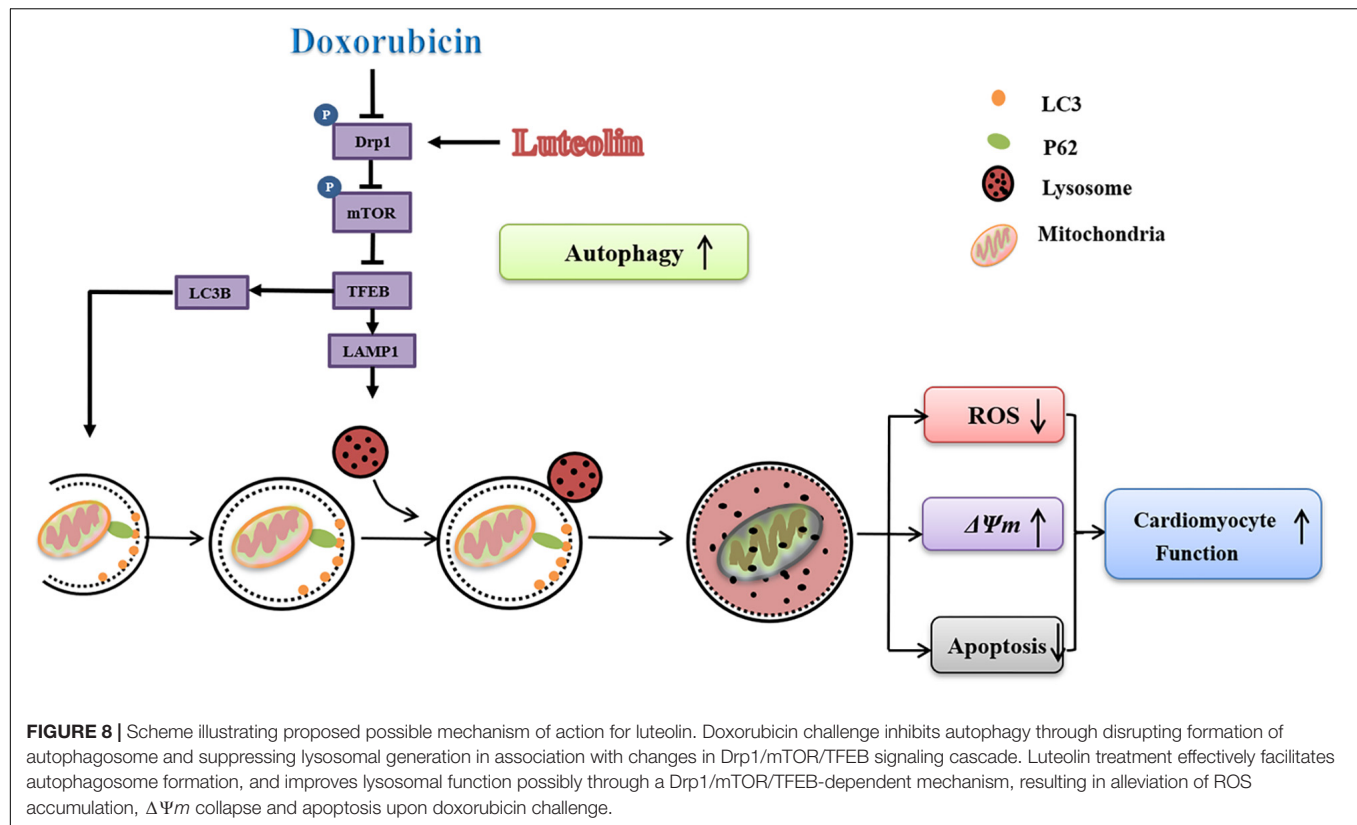 Doxorubicin
P
Drp1
Luteolin
P
mTOR
Autophagy ↑
LC3B
TFEB
LAMP1
LC3
P62
Lysosome
Mitochondria
ROS ↓
ΔΨm ↑
Apoptosis ↓
Cardiomyocyte ↑
Function
FIGURE 8 | Scheme illustrating proposed possible mechanism of action for luteolin. Doxorubicin challenge inhibits autophagy through disrupting formation of
autophagosome and suppressing lysosomal generation in association with changes in Drp1/mTOR/TFEB signaling cascade. Luteolin treatment effectively facilitates
autophagosome formation, and improves lysosomal function possibly through a Drp1/mTOR/TFEB-dependent mechanism, resulting in alleviation of ROS
accumulation, ΔΨm collapse and apoptosis upon doxorubicin challenge.